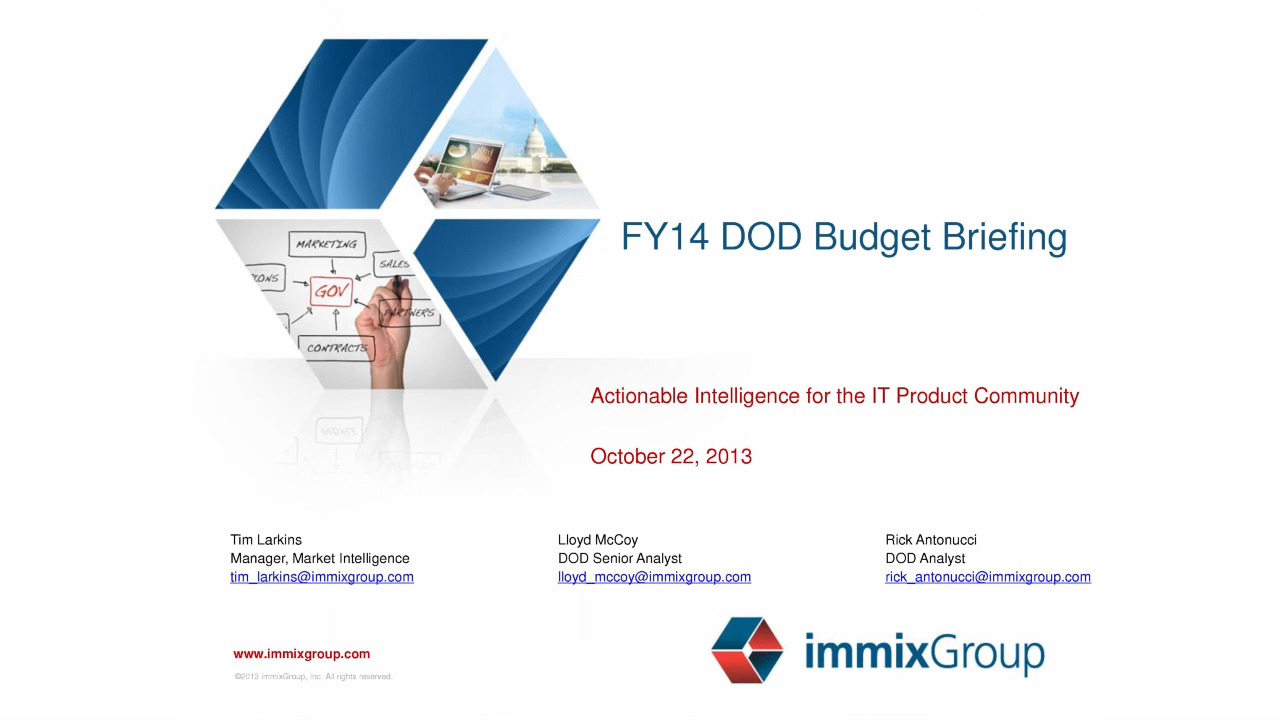 MARKETING
SALES
IONS
GOV
PARTNERS
CONTRACTS
FY14 DOD Budget Briefing
Actionable Intelligence for the IT Product Community
October 22, 2013
Tim Larkins
Manager, Market Intelligence
tim_larkins@immixgroup.com
Lloyd McCoy
DOD Senior Analyst
lloyd_mccoy@immixgroup.com
Rick Antonucci
DOD Analyst
rick_antonucci@immixgroup.com
immixGroup
www.immixgroup.com
©2013 immixGroup, Inc. All rights reserved.